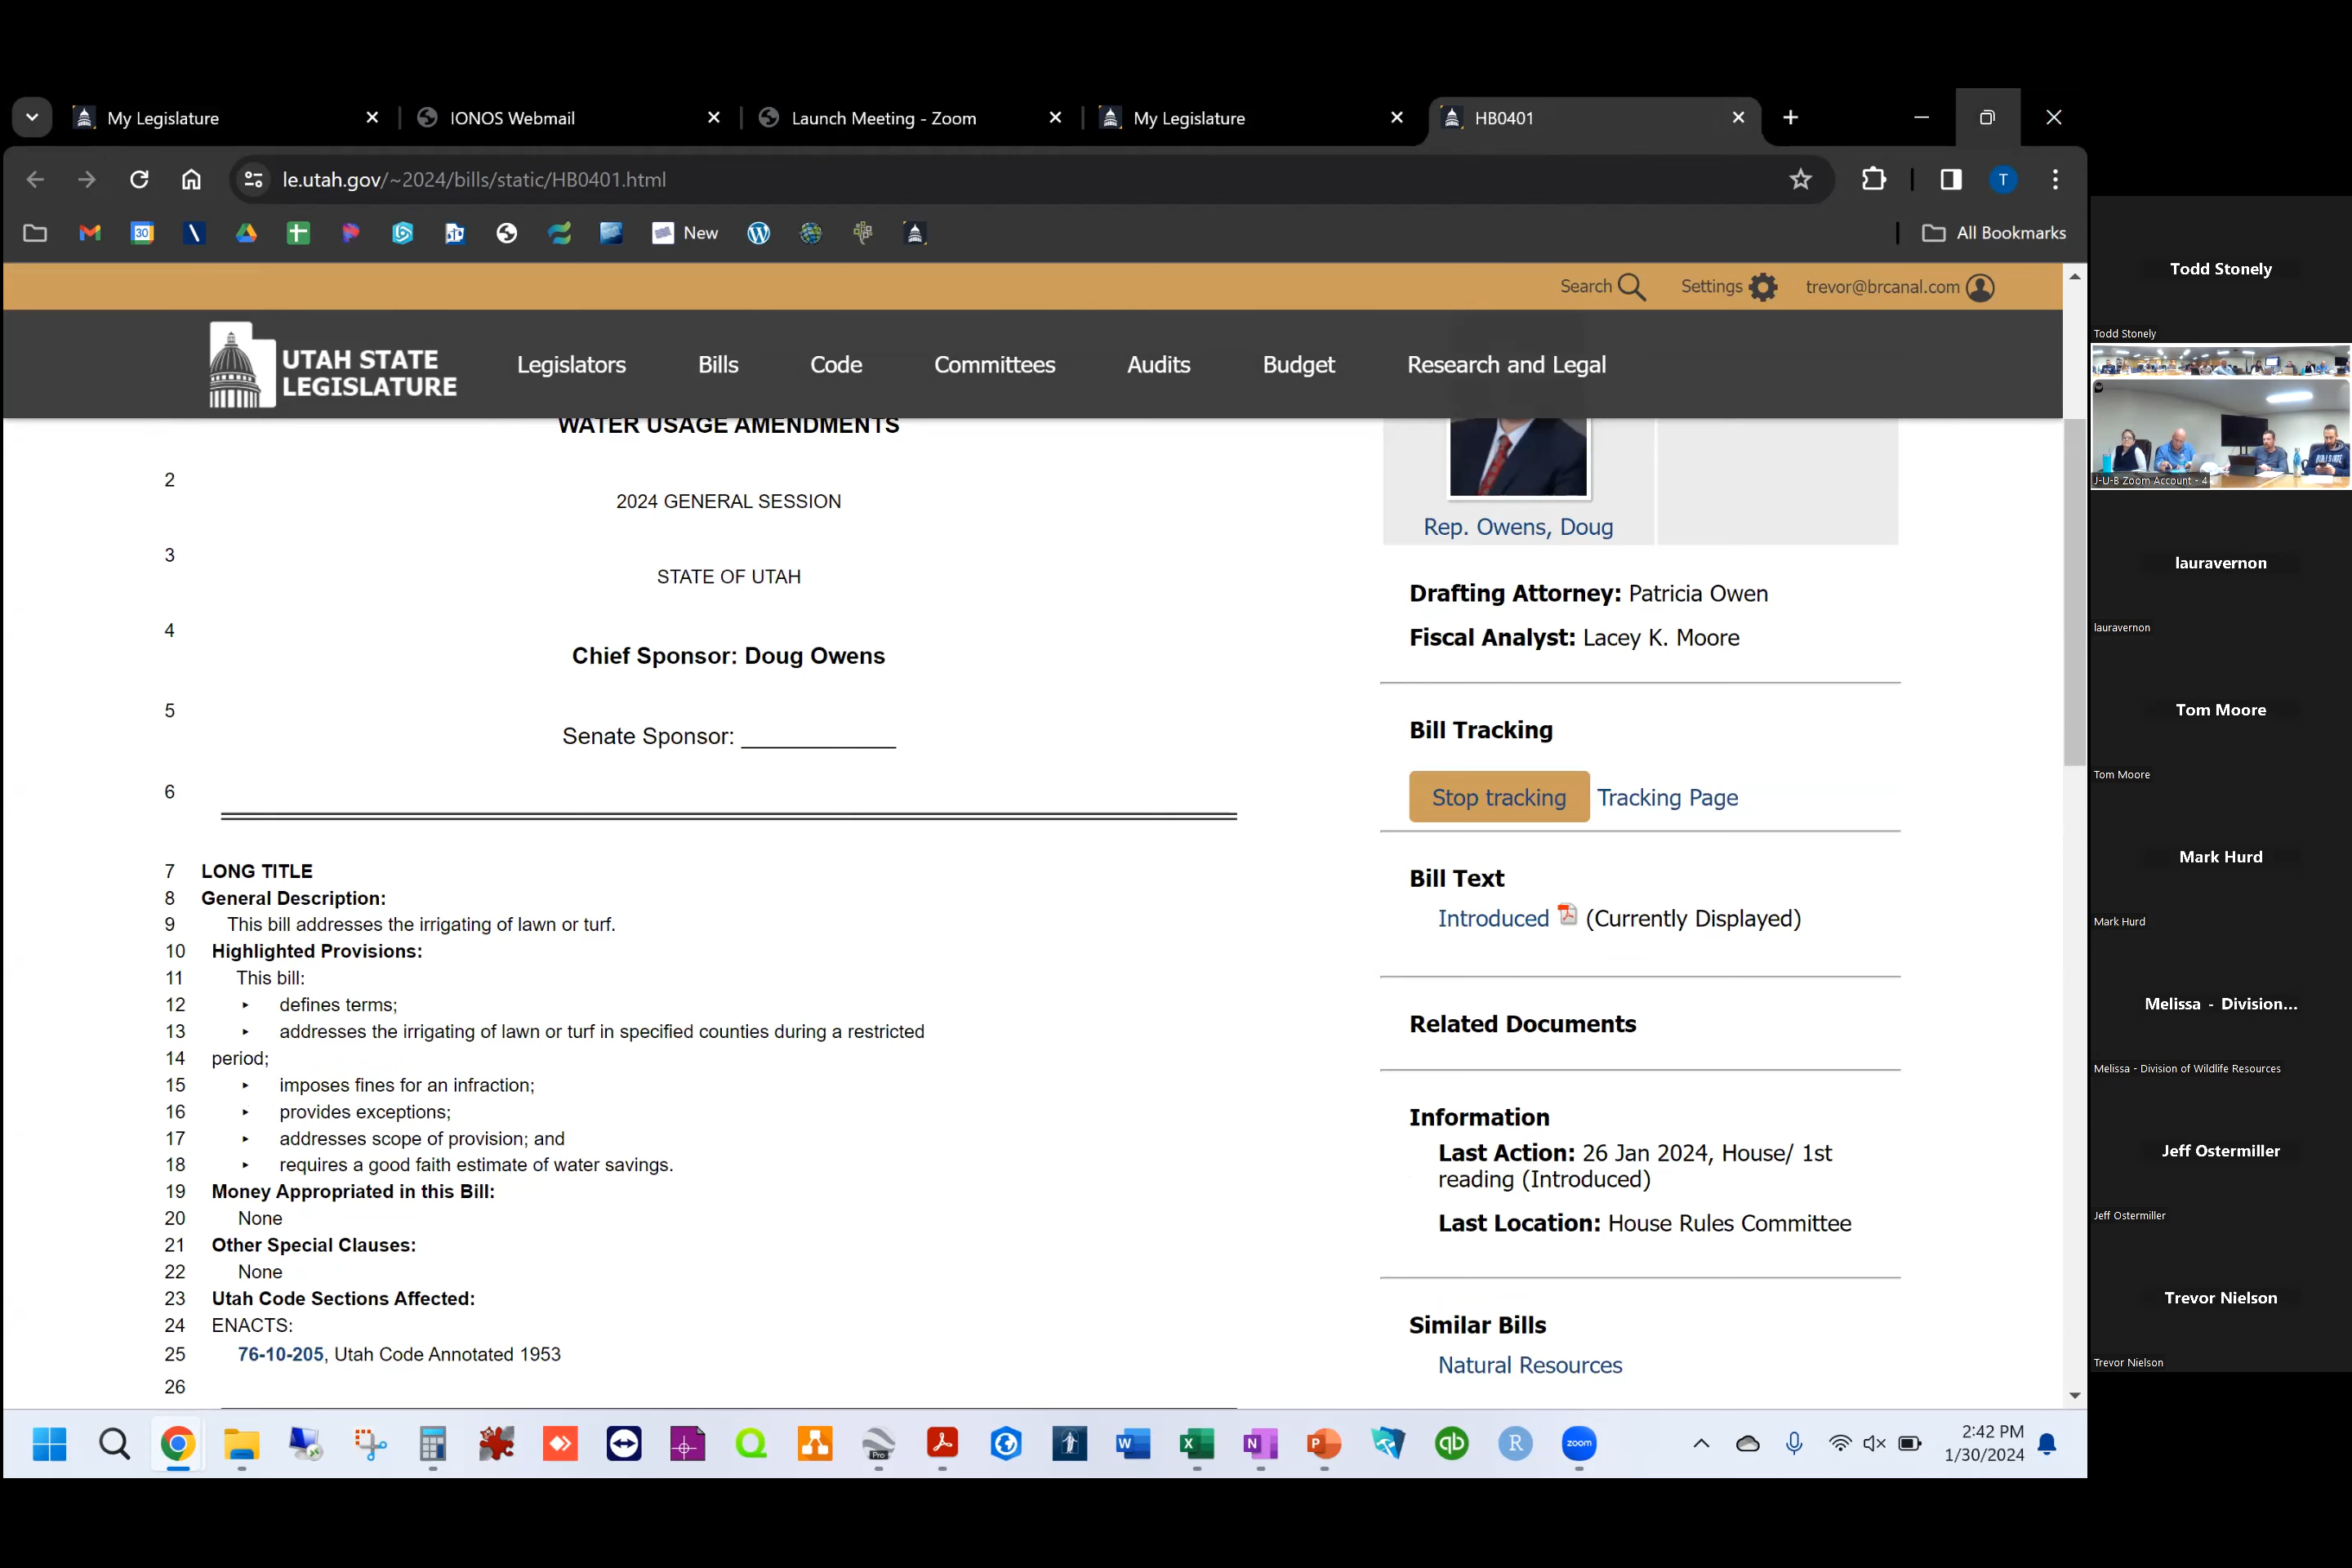 My Legislature
IONOS Webmail
Launch Meeting - Zoom
My Legislature
HB0401
le.utah.gov/~2024/bills/static/HB0401.html
T
30
New
All Bookmarks
Search
Settings
trevor@brcanal.com
UTAH STATE
LEGISLATURE
Legislators
Bills
Code
Committees
Audits
Budget
Research and Legal
WATER USAGE AMENDMENTS
2
2024 GENERAL SESSION
3
STATE OF UTAH
4
Chief Sponsor: Doug Owens
5
Senate Sponsor: ____________
6
7 LONG TITLE
8 General Description:
9 This bill addresses the irrigating of lawn or turf.
10 Highlighted Provisions:
11 This bill:
12 ▸ defines terms;
13 ▸ addresses the irrigating of lawn or turf in specified counties during a restricted
14 period;
15 ▸ imposes fines for an infraction;
16 ▸ provides exceptions;
17 ▸ addresses scope of provision; and
18 ▸ requires a good faith estimate of water savings.
19 Money Appropriated in this Bill:
20 None
21 Other Special Clauses:
22 None
23 Utah Code Sections Affected:
24 ENACTS:
25 76-10-205, Utah Code Annotated 1953
26
Rep. Owens, Doug
Drafting Attorney: Patricia Owen
Fiscal Analyst: Lacey K. Moore
Bill Tracking
Stop tracking Tracking Page
Bill Text
Introduced (Currently Displayed)
Related Documents
Information
Last Action: 26 Jan 2024, House/ 1st
reading (Introduced)
Last Location: House Rules Committee
Similar Bills
Natural Resources
Todd Stonely
Todd Stonely
J-U-B Zoom Account - 4
lauravernon
lauravernon
Tom Moore
Tom Moore
Mark Hurd
Mark Hurd
Melissa - Division...
Melissa - Division of Wildlife Resources
Jeff Ostermiller
Jeff Ostermiller
Trevor Nielson
Trevor Nielson
Pro
W
X
N
P
qb
R
zoom
2:42 PM
1/30/2024